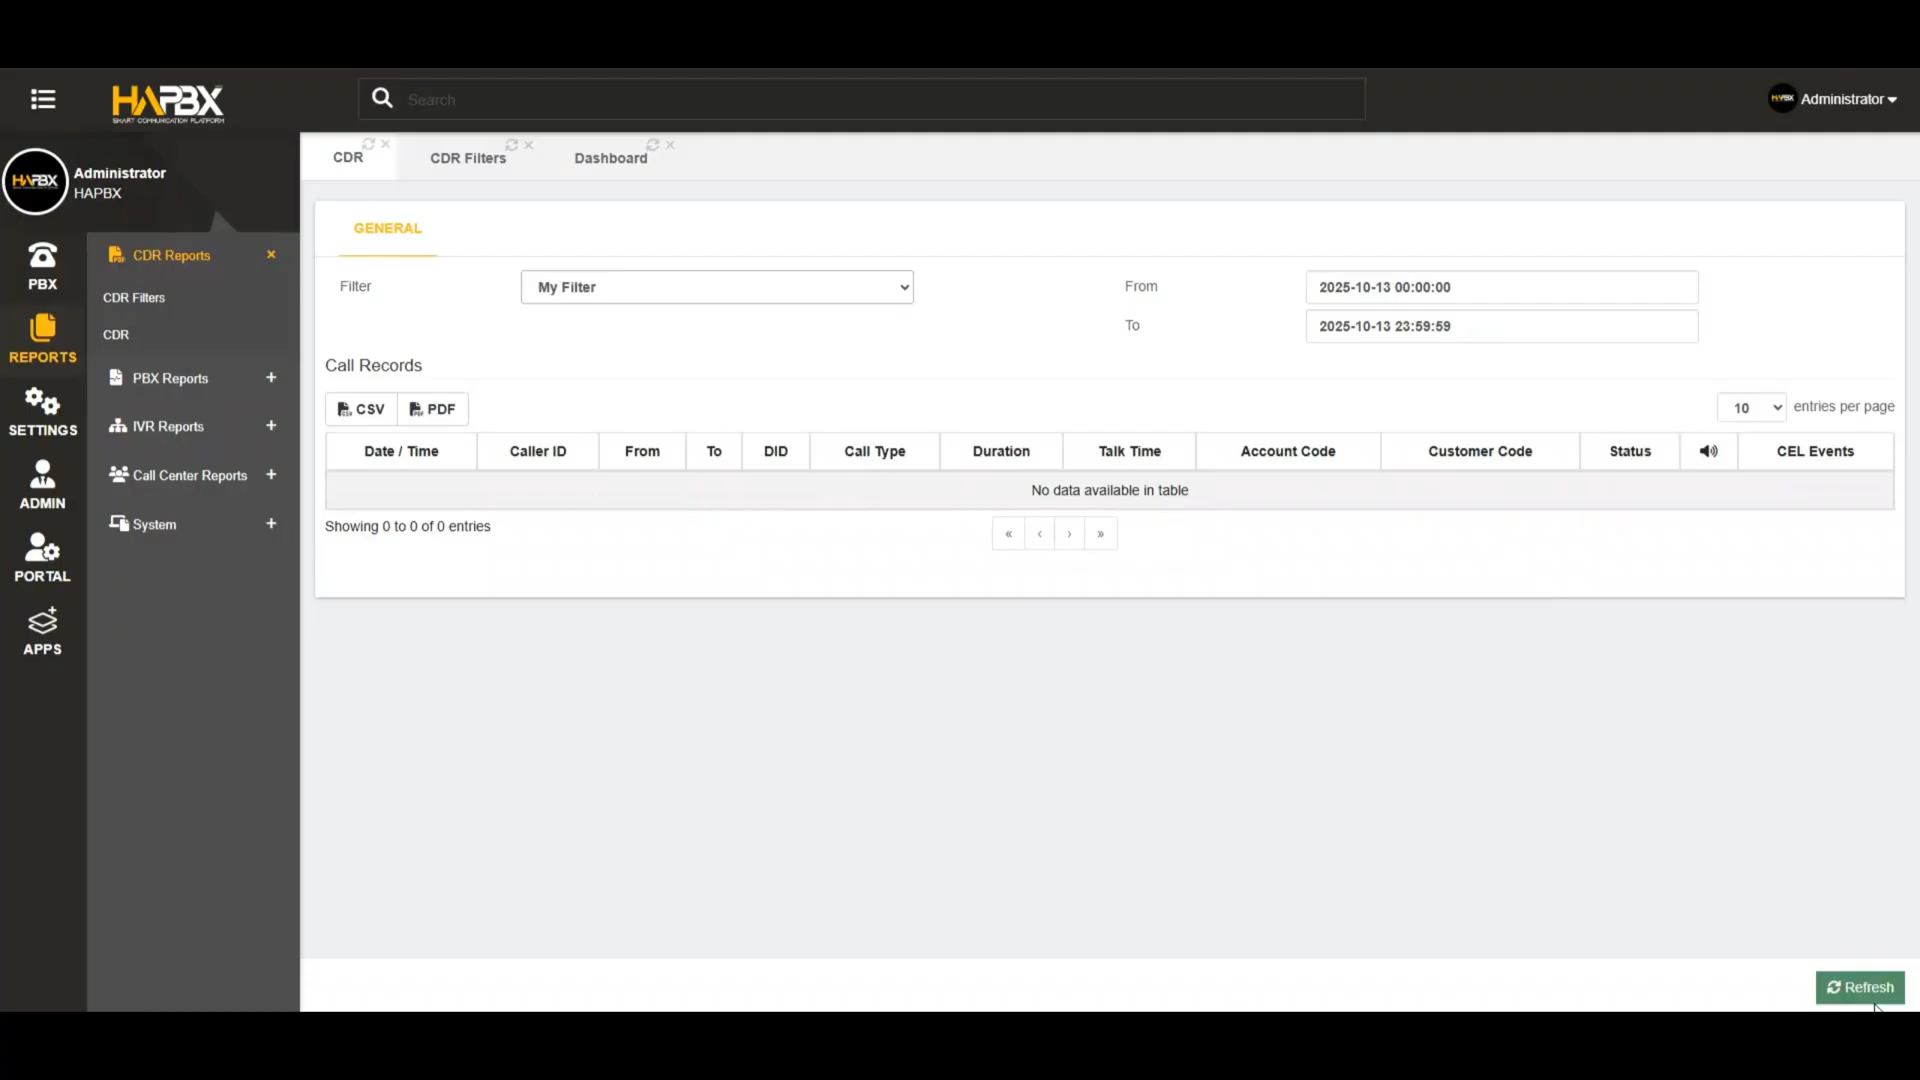 HAPBX
SMART COMMUNICATION PLATFORM
Search
HAPBX
Administrator
HAPBX
Administrator
HAPBX
CDR
CDR Filters
Dashboard
PBX
REPORTS
SETTINGS
ADMIN
PORTAL
APPS
CDR Reports
CDR Filters
CDR
PBX Reports
IVR Reports
Call Center Reports
System
GENERAL
Filter
My Filter
From
2025-10-13 00:00:00
To
2025-10-13 23:59:59
Call Records
CSV
PDF
10
entries per page
Date / Time Caller ID From To DID Call Type Duration Talk Time Account Code Customer Code Status CEL Events
No data available in table
Showing 0 to 0 of 0 entries
« ‹ › »
Refresh